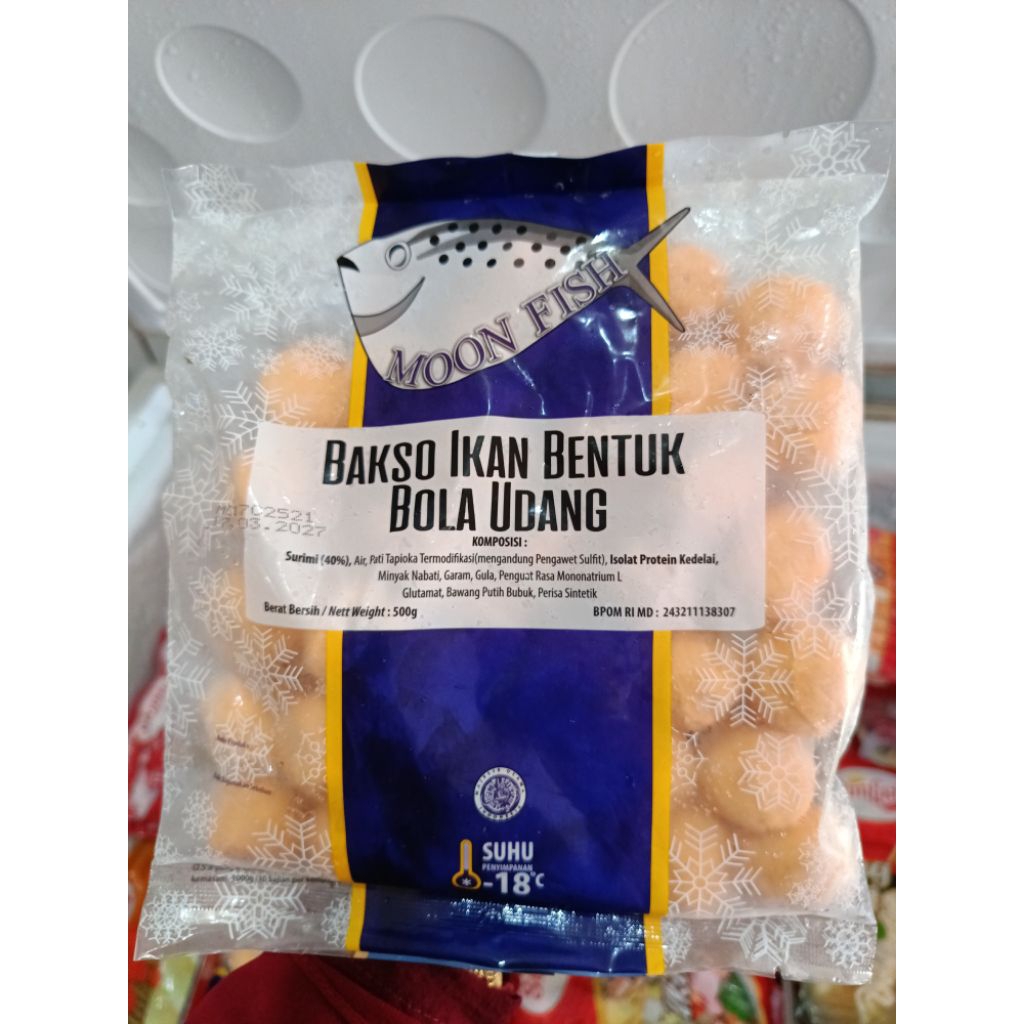 MOON FISH
BAKSO IKAN BENTUK
BOLA UDANG
KOMPOSISI :
Surimi (40%), Air, Pati Tapioka Termodifikasi(mengandung Pengawet Sulfit), Isolat Protein Kedelai,
Minyak Nabati, Garam, Gula, Penguat Rasa Mononatrium L
Glutamat, Bawang Putih Bubuk, Perisa Sintetik
Berat Bersih / Nett Weight : 500g
BPOM RI MD : 243211138307
03.2027
SUHU
PENYIMPANAN
-18°C